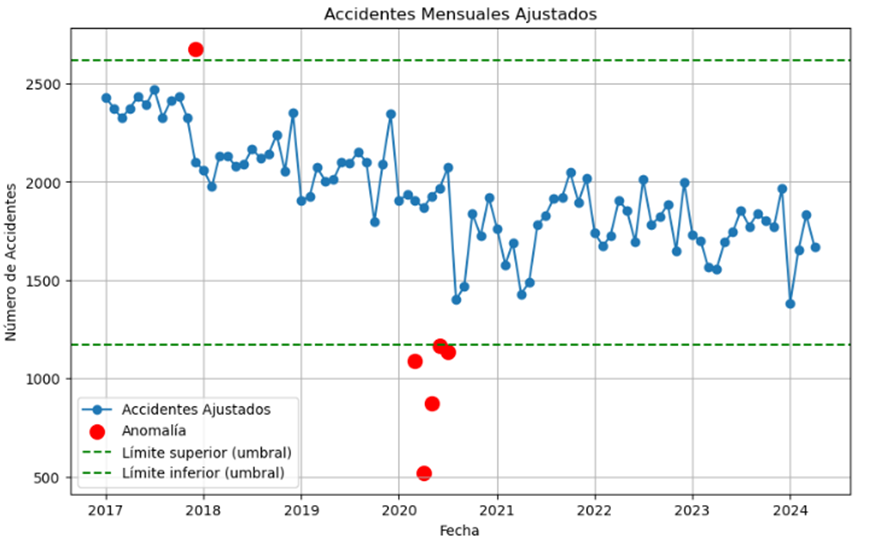 Accidentes Mensuales Ajustados
Número de Accidentes
2500
2000
1500
1000
500
Accidentes Ajustados
Anomalía
Límite superior (umbral)
Límite inferior (umbral)
2017 2018 2019 2020 2021 2022 2023 2024
Fecha